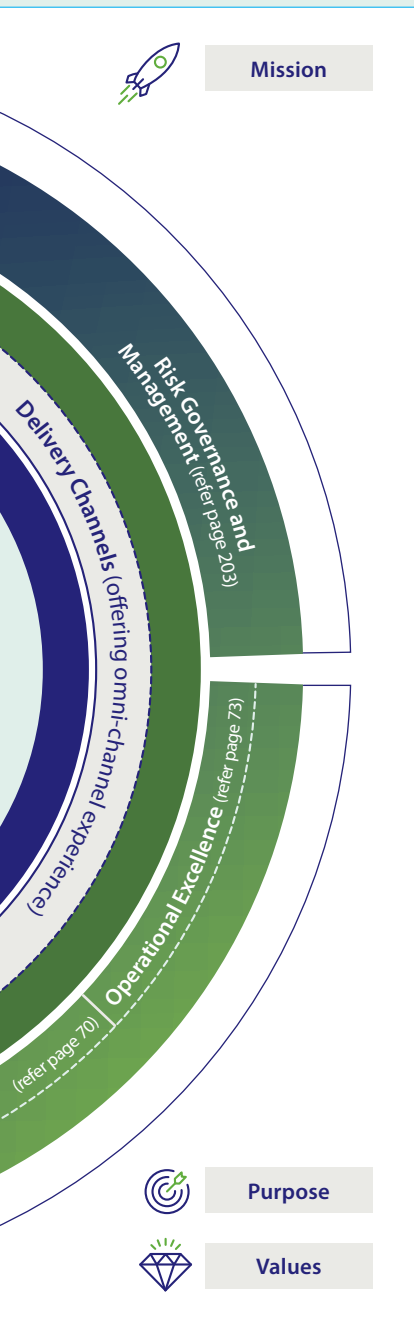 Mission
Risk Governance and
Management (refer page 203)
Delivery Channels (offering omni-channel experience)
Operational Excellence (refer page 73)
(refer page 70)
Purpose
Values